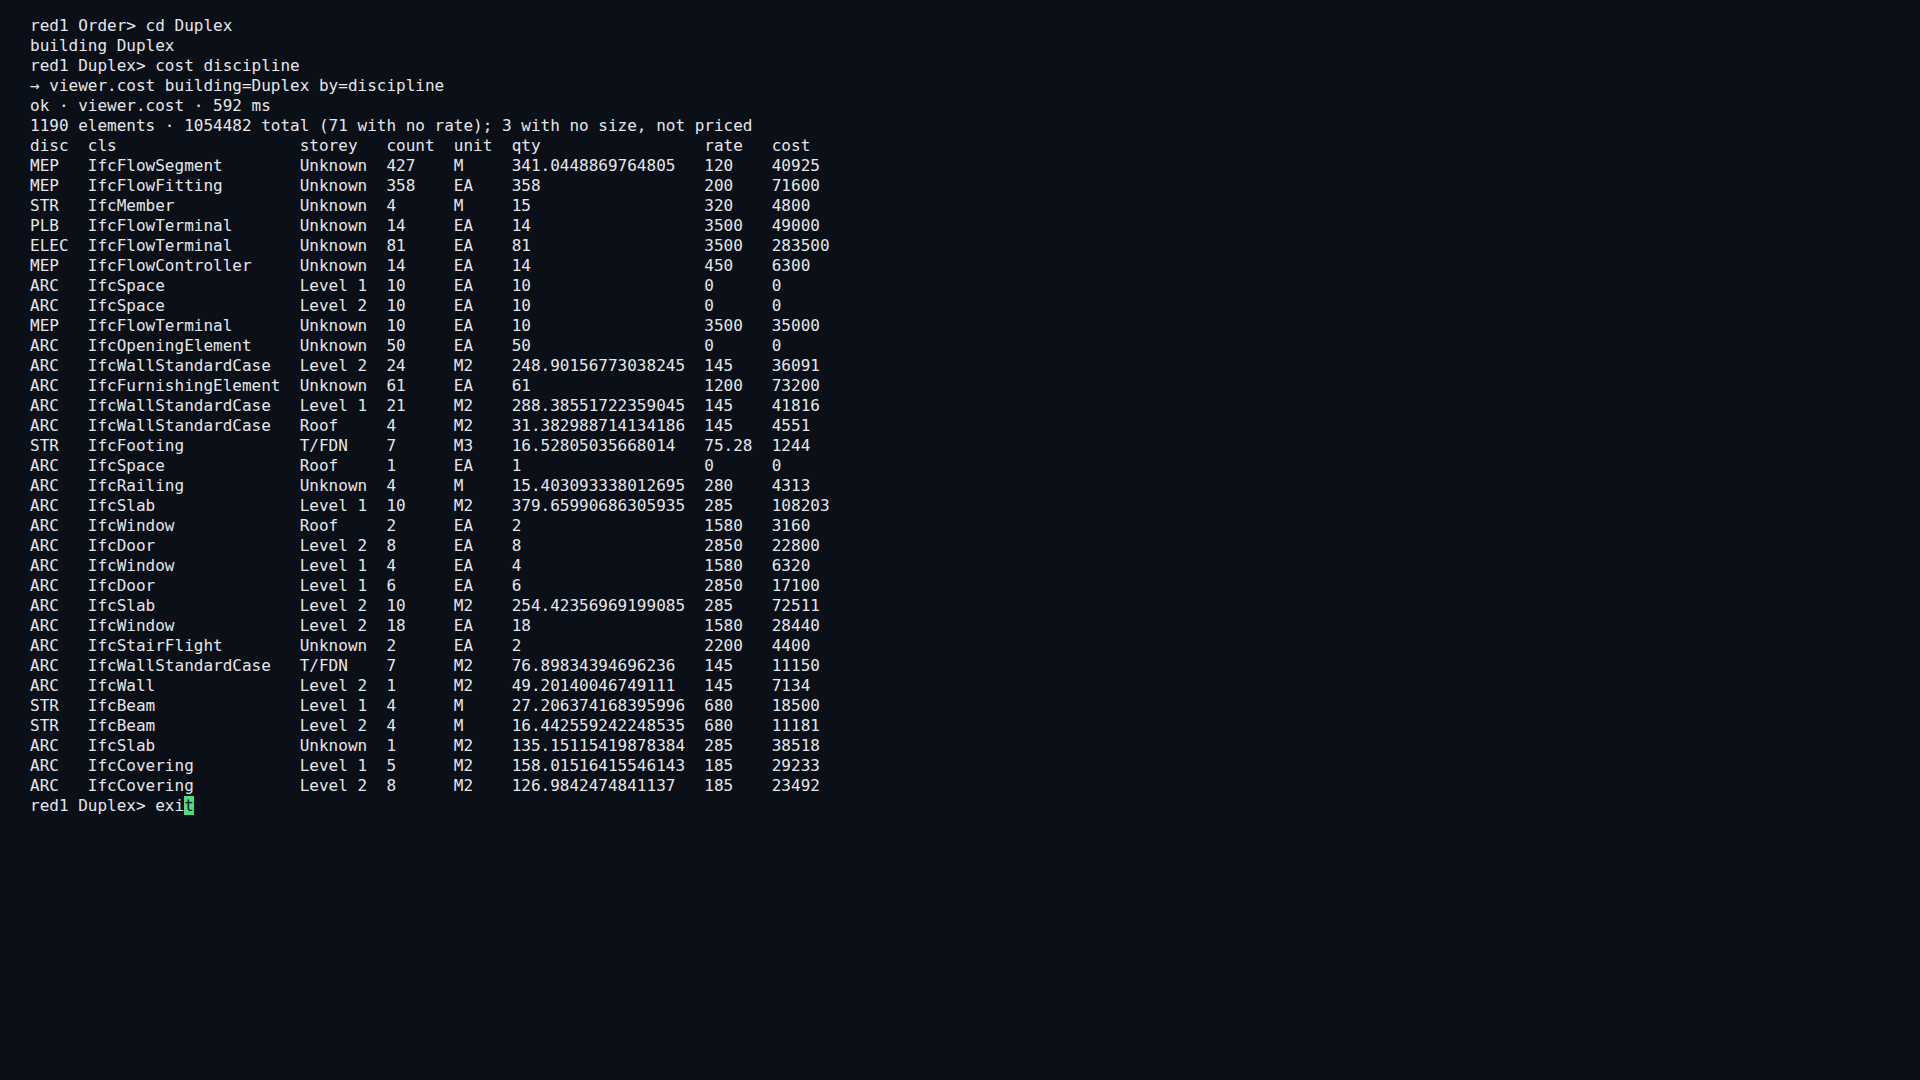 red1 Order> cd Duplex
building Duplex
red1 Duplex> cost discipline
→ viewer.cost building=Duplex by=discipline
ok · viewer.cost · 592 ms
1190 elements · 1054482 total (71 with no rate); 3 with no size, not priced
disc  cls                   storey   count  unit  qty                 rate   cost
MEP   IfcFlowSegment        Unknown  427    M     341.0448869764805   120    40925
MEP   IfcFlowFitting        Unknown  358    EA    358                 200    71600
STR   IfcMember             Unknown  4      M     15                  320    4800
PLB   IfcFlowTerminal       Unknown  14     EA    14                  3500   49000
ELEC  IfcFlowTerminal       Unknown  81     EA    81                  3500   283500
MEP   IfcFlowController     Unknown  14     EA    14                  450    6300
ARC   IfcSpace              Level 1  10     EA    10                  0      0
ARC   IfcSpace              Level 2  10     EA    10                  0      0
MEP   IfcFlowTerminal       Unknown  10     EA    10                  3500   35000
ARC   IfcOpeningElement     Unknown  50     EA    50                  0      0
ARC   IfcWallStandardCase   Level 2  24     M2    248.90156773038245  145    36091
ARC   IfcFurnishingElement  Unknown  61     EA    61                  1200   73200
ARC   IfcWallStandardCase   Level 1  21     M2    288.38551722359045  145    41816
ARC   IfcWallStandardCase   Roof     4      M2    31.382988714134186  145    4551
STR   IfcFooting            T/FDN    7      M3    16.52805035668014   75.28  1244
ARC   IfcSpace              Roof     1      EA    1                   0      0
ARC   IfcRailing            Unknown  4      M     15.403093338012695  280    4313
ARC   IfcSlab               Level 1  10     M2    379.65990686305935  285    108203
ARC   IfcWindow             Roof     2      EA    2                   1580   3160
ARC   IfcDoor               Level 2  8      EA    8                   2850   22800
ARC   IfcWindow             Level 1  4      EA    4                   1580   6320
ARC   IfcDoor               Level 1  6      EA    6                   2850   17100
ARC   IfcSlab               Level 2  10     M2    254.42356969199085  285    72511
ARC   IfcWindow             Level 2  18     EA    18                  1580   28440
ARC   IfcStairFlight        Unknown  2      EA    2                   2200   4400
ARC   IfcWallStandardCase   T/FDN    7      M2    76.89834394696236   145    11150
ARC   IfcWall               Level 2  1      M2    49.20140046749111   145    7134
STR   IfcBeam               Level 1  4      M     27.206374168395996  680    18500
STR   IfcBeam               Level 2  4      M     16.442559242248535  680    11181
ARC   IfcSlab               Unknown  1      M2    135.15115419878384  285    38518
ARC   IfcCovering           Level 1  5      M2    158.01516415546143  185    29233
ARC   IfcCovering           Level 2  8      M2    126.9842474841137   185    23492
red1 Duplex> exit